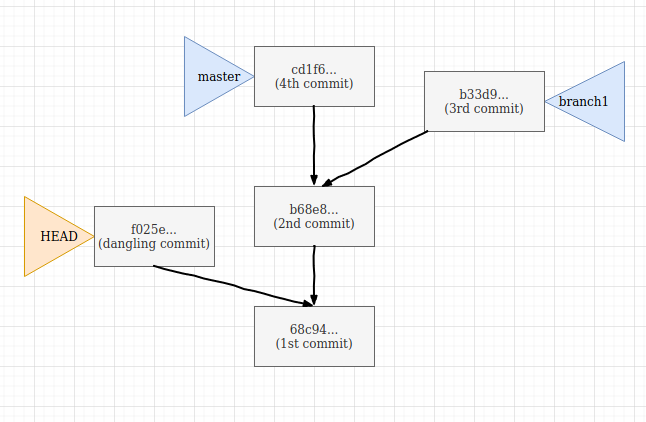 master
cd1f6...
(4th commit)
b33d9...
(3rd commit)
branch1
HEAD
f025e...
(dangling commit)
b68e8...
(2nd commit)
68c94...
(1st commit)